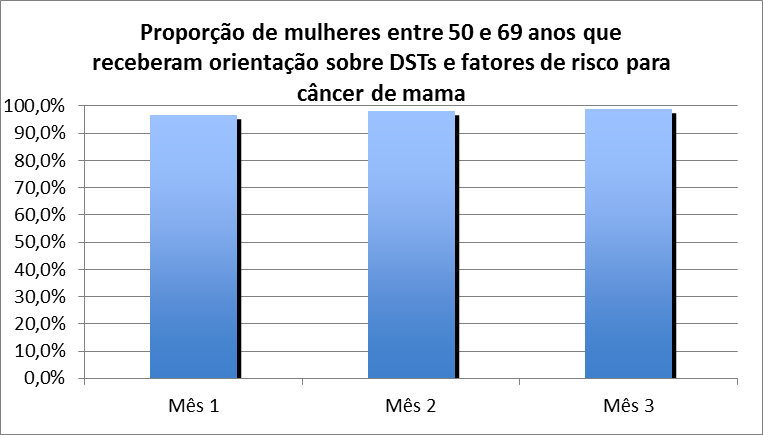 Proporção de mulheres entre 50 e 69 anos que
receberam orientação sobre DSTs e fatores de risco para
câncer de mama
100,0%
90,0%
80,0%
70,0%
60,0%
50,0%
40,0%
30,0%
20,0%
10,0%
0,0%
Mês 1 Mês 2 Mês 3